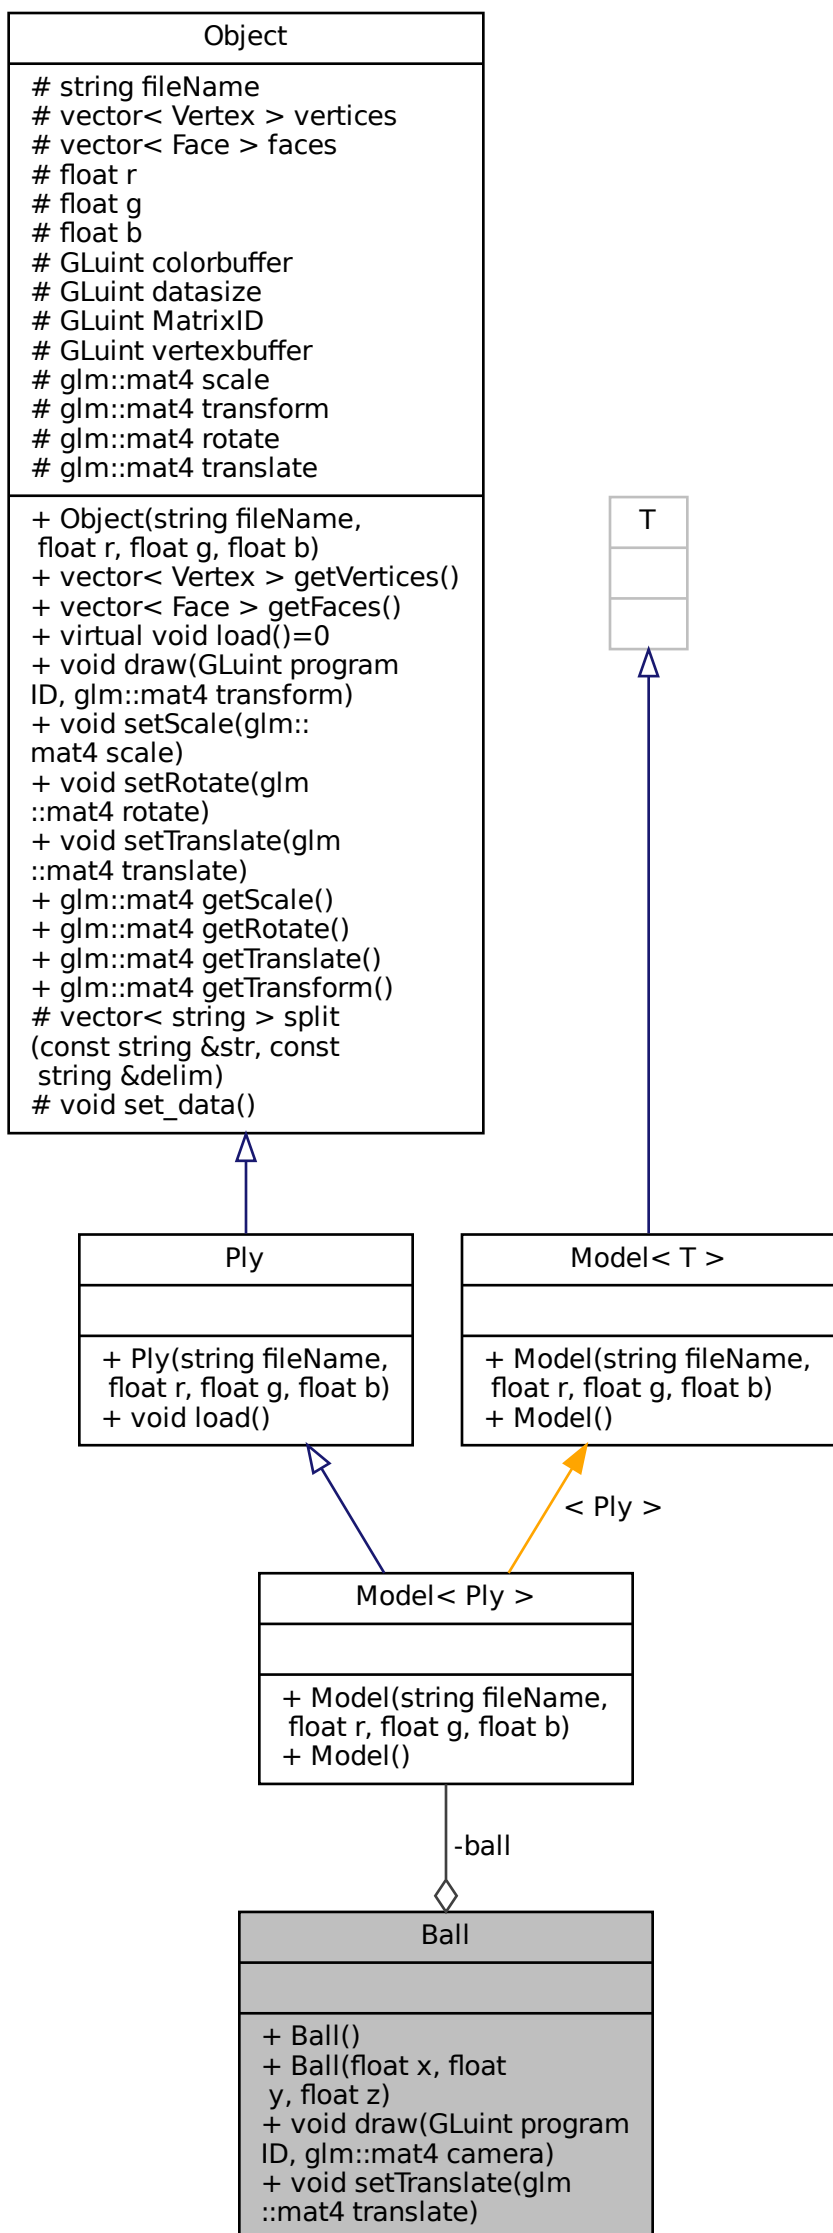 Object
# string fileName
# vector< Vertex > vertices
# vector< Face > faces
# float r
# float g
# float b
# GLuint colorbuffer
# GLuint datasize
# GLuint MatrixID
# GLuint vertexbuffer
# glm::mat4 scale
# glm::mat4 transform
# glm::mat4 rotate
# glm::mat4 translate
+ Object(string fileName,
float r, float g, float b)
+ vector< Vertex > getVertices()
+ vector< Face > getFaces()
+ virtual void load()=0
+ void draw(GLuint program
ID, glm::mat4 transform)
+ void setScale(glm::
mat4 scale)
+ void setRotate(glm
::mat4 rotate)
+ void setTranslate(glm
::mat4 translate)
+ glm::mat4 getScale()
+ glm::mat4 getRotate()
+ glm::mat4 getTranslate()
+ glm::mat4 getTransform()
# vector< string > split
(const string &str, const
string &delim)
# void set_data()
T
Ply
+ Ply(string fileName,
float r, float g, float b)
+ void load()
Model< T >
+ Model(string fileName,
float r, float g, float b)
+ Model()
< Ply >
Model< Ply >
+ Model(string fileName,
float r, float g, float b)
+ Model()
-ball
Ball
+ Ball()
+ Ball(float x, float
y, float z)
+ void draw(GLuint program
ID, glm::mat4 camera)
+ void setTranslate(glm
::mat4 translate)